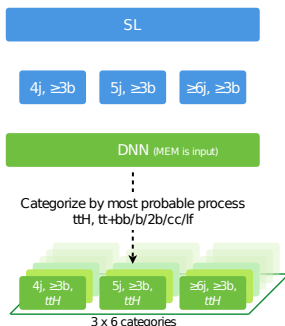 SL
4j, ≥3b 5j, ≥3b ≥6j, ≥3b
DNN (MEM is input)
Categorize by most probable process
ttH, tt+bb/b/2b/cc/lf
4j, ≥3b, 5j, ≥3b, ≥6j, ≥3b,
ttH ttH ttH
3 x 6 categories